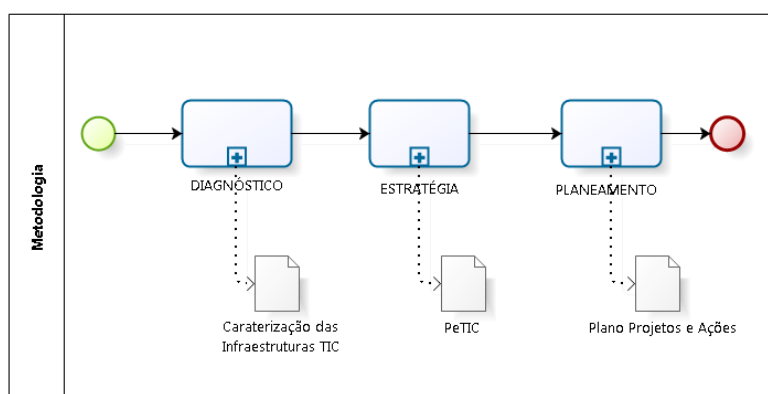 Metodologia
DIAGNÓSTICO
ESTRATÉGIA
PLANEAMENTO
Caraterização das
Infraestruturas TIC
PeTIC
Plano Projetos e Ações